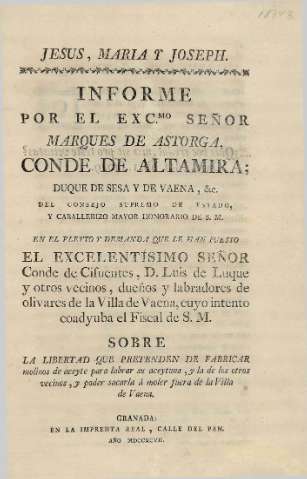 JESUS, MARIA Y JOSEPH.
INFORME
POR EL EXC.MO SEÑOR
MARQUES DE ASTORGA,
CONDE DE ALTAMIRA;
DUQUE DE SESA Y DE VAENA, &c.
DEL CONSEJO SUPREMO DE ESTADO,
Y CABALLERIZO MAYOR HONORARIO DE S. M.
EN EL PLEYTO Y DEMANDA QUE LE HAN PUESTO
EL EXCELENTÍSIMO SEÑOR
Conde de Cifuentes, D. Luis de Luque
y otros vecinos, dueños y labradores de
olivares de la Villa de Vaena, cuyo intento
coadyuba el Fiscal de S. M.
SOBRE
LA LIBERTAD QUE PRETENDEN DE FABRICAR
molinos de aceyte para labrar su aceytuna, y la de los otros
vecinos, y poder sacarla á moler fuera de la Villa
de Vaena.
GRANADA:
EN LA IMPRENTA REAL, CALLE DEL PAN.
AÑO MDCCXCVII.